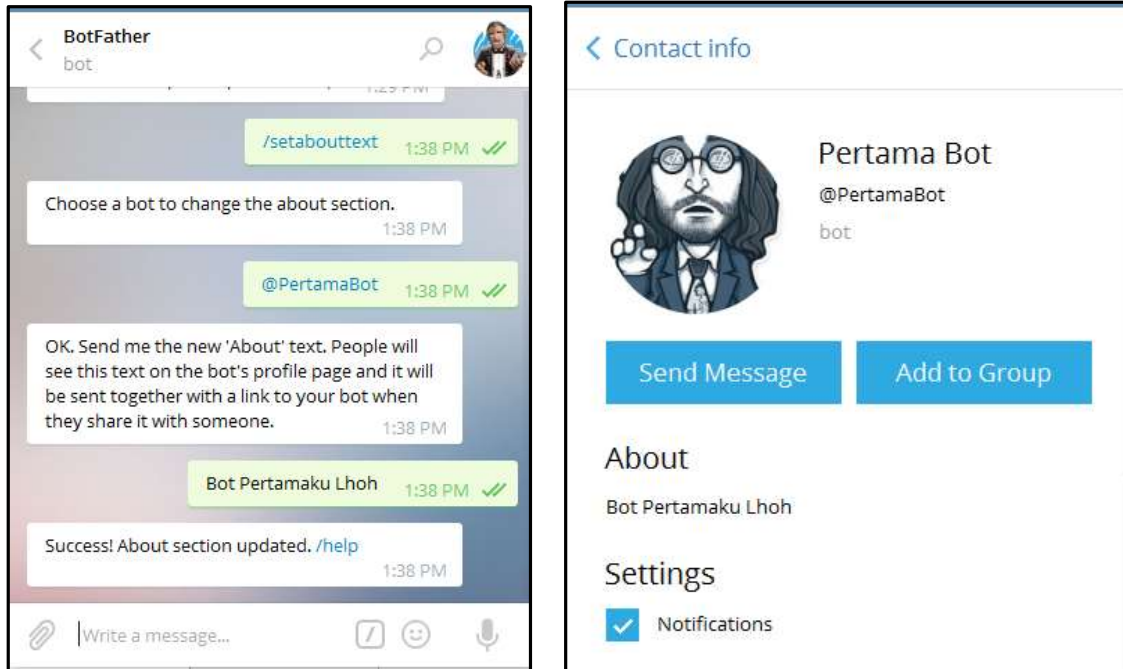 BotFather
bot
/setabouttext 1:38 PM
Choose a bot to change the about section.
1:38 PM
@PertamaBot 1:38 PM
OK. Send me the new 'About' text. People will
see this text on the bot's profile page and it will
be sent together with a link to your bot when
they share it with someone. 1:38 PM
Bot Pertamaku Lhoh 1:38 PM
Success! About section updated. /help
1:38 PM
Write a message...
Contact info
Pertama Bot
@PertamaBot
bot
Send Message Add to Group
About
Bot Pertamaku Lhoh
Settings
Notifications